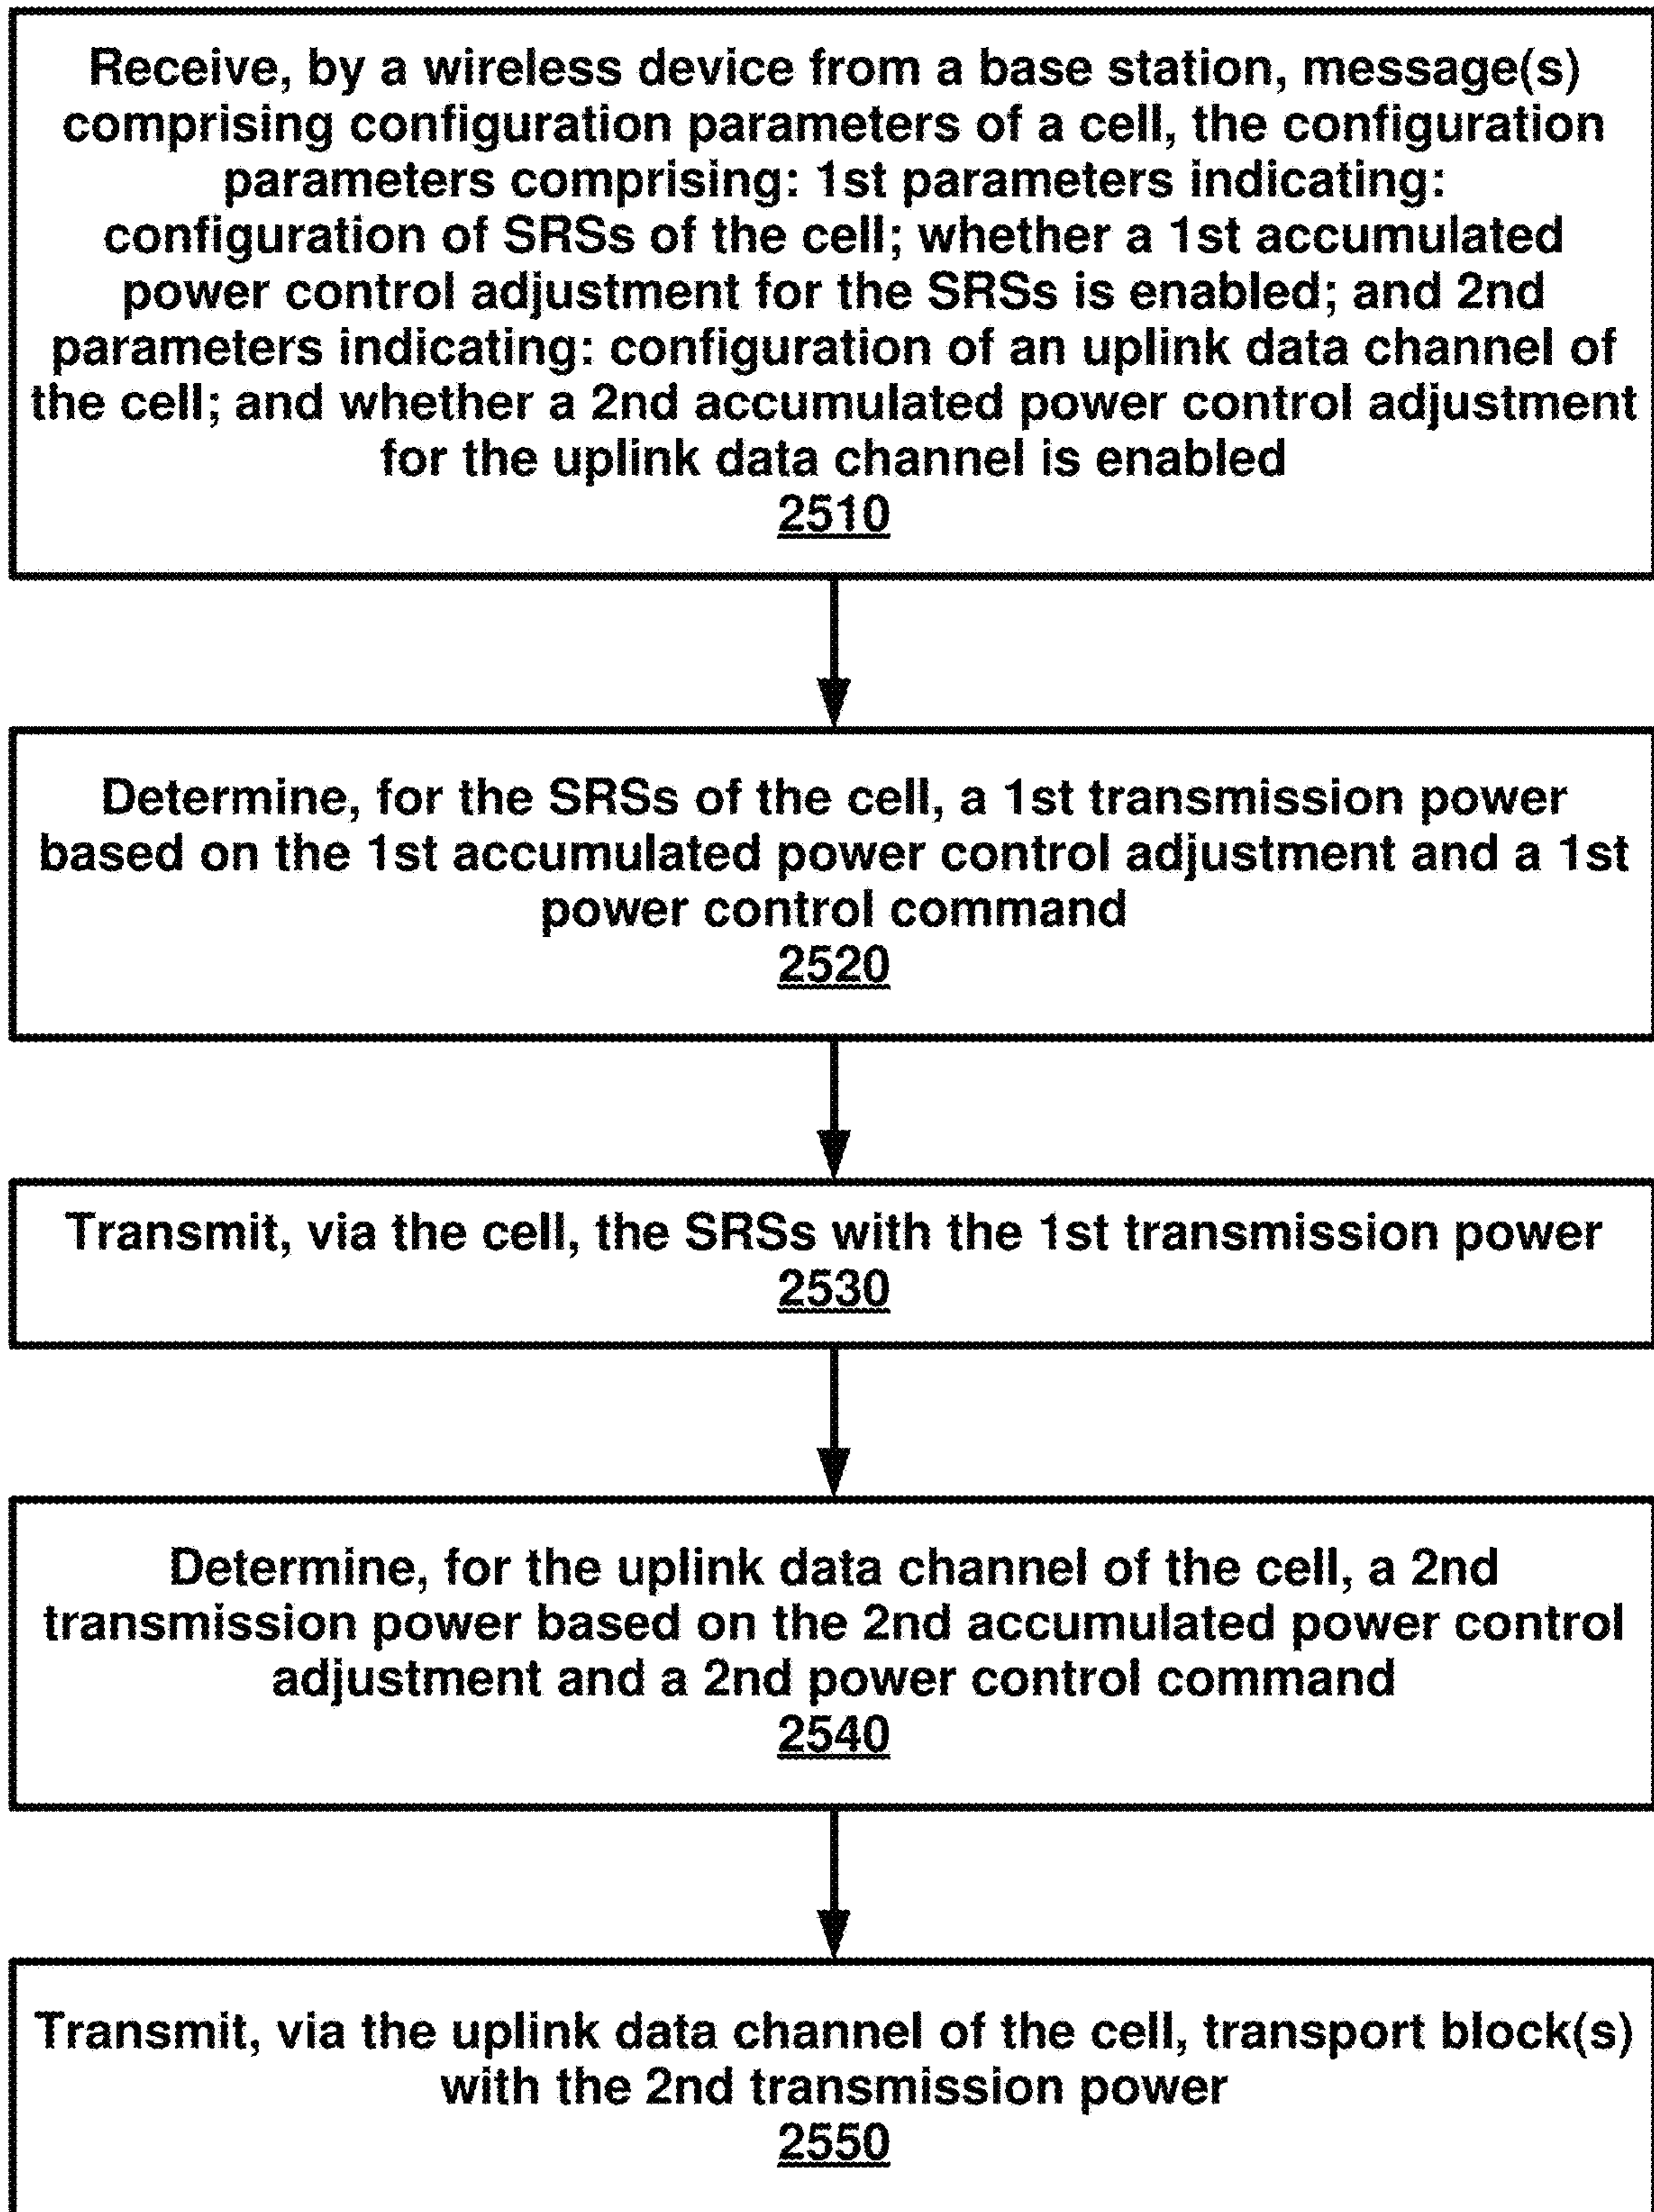 Receive, by a wireless device from a base station, message(s)
comprising configuration parameters of a cell, the configuration
parameters comprising: 1st parameters indicating:
configuration of SRSs of the cell; whether a 1st accumulated
power control adjustment for the SRSs is enabled; and 2nd
parameters indicating: configuration of an uplink data channel of
the cell; and whether a 2nd accumulated power control adjustment
for the uplink data channel is enabled
2510
Determine, for the SRSs of the cell, a 1st transmission power
based on the 1st accumulated power control adjustment and a 1st
power control command
2520
Transmit, via the cell, the SRSs with the 1st transmission power
2530
Determine, for the uplink data channel of the cell, a 2nd
transmission power based on the 2nd accumulated power control
adjustment and a 2nd power control command
2540
Transmit, via the uplink data channel of the cell, transport block(s)
with the 2nd transmission power
2550